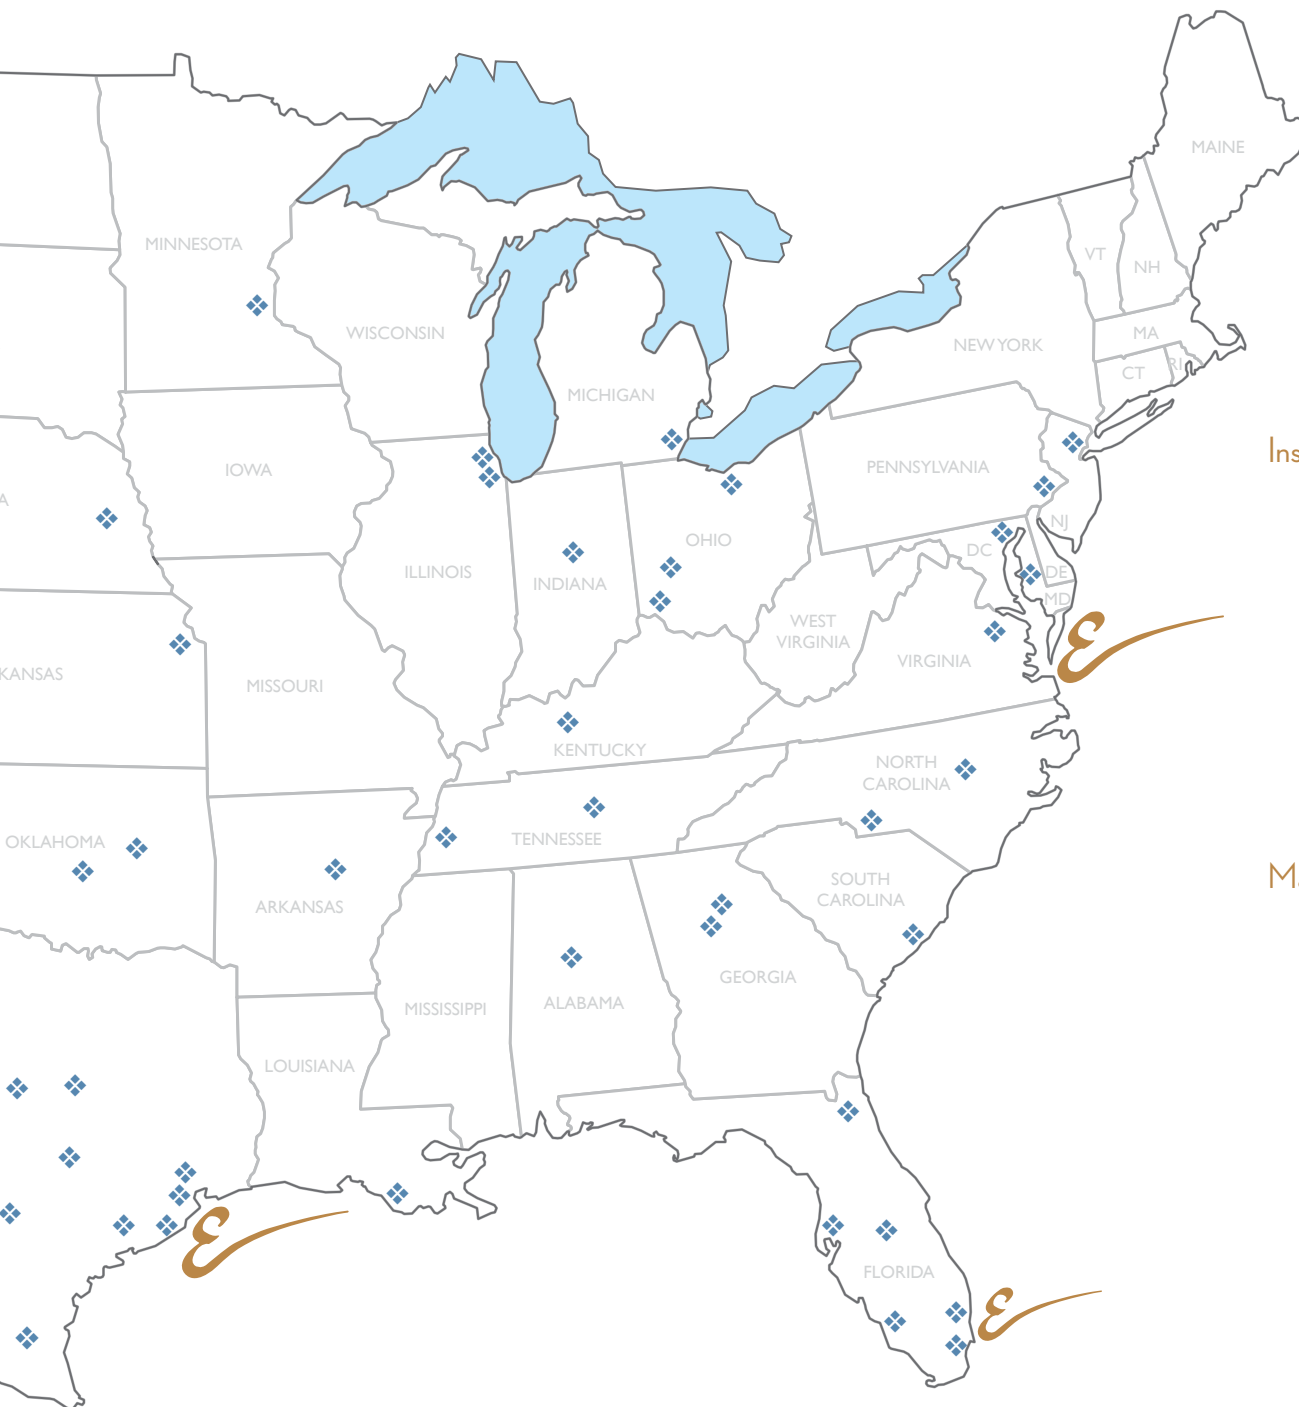 MAINE
MINNESOTA
VT
NH
WISCONSIN
NEW YORK
MA
RI
CT
MICHIGAN
Ins
IOWA
PENNSYLVANIA
A
NJ
OHIO
DC
ILLINOIS
INDIANA
DE
MD
WEST
VIRGINIA
VIRGINIA
KANSAS
MISSOURI
KENTUCKY
NORTH
CAROLINA
OKLAHOMA
TENNESSEE
M
SOUTH
CAROLINA
ARKANSAS
GEORGIA
ALABAMA
MISSISSIPPI
LOUISIANA
E
FLORIDA
E
E